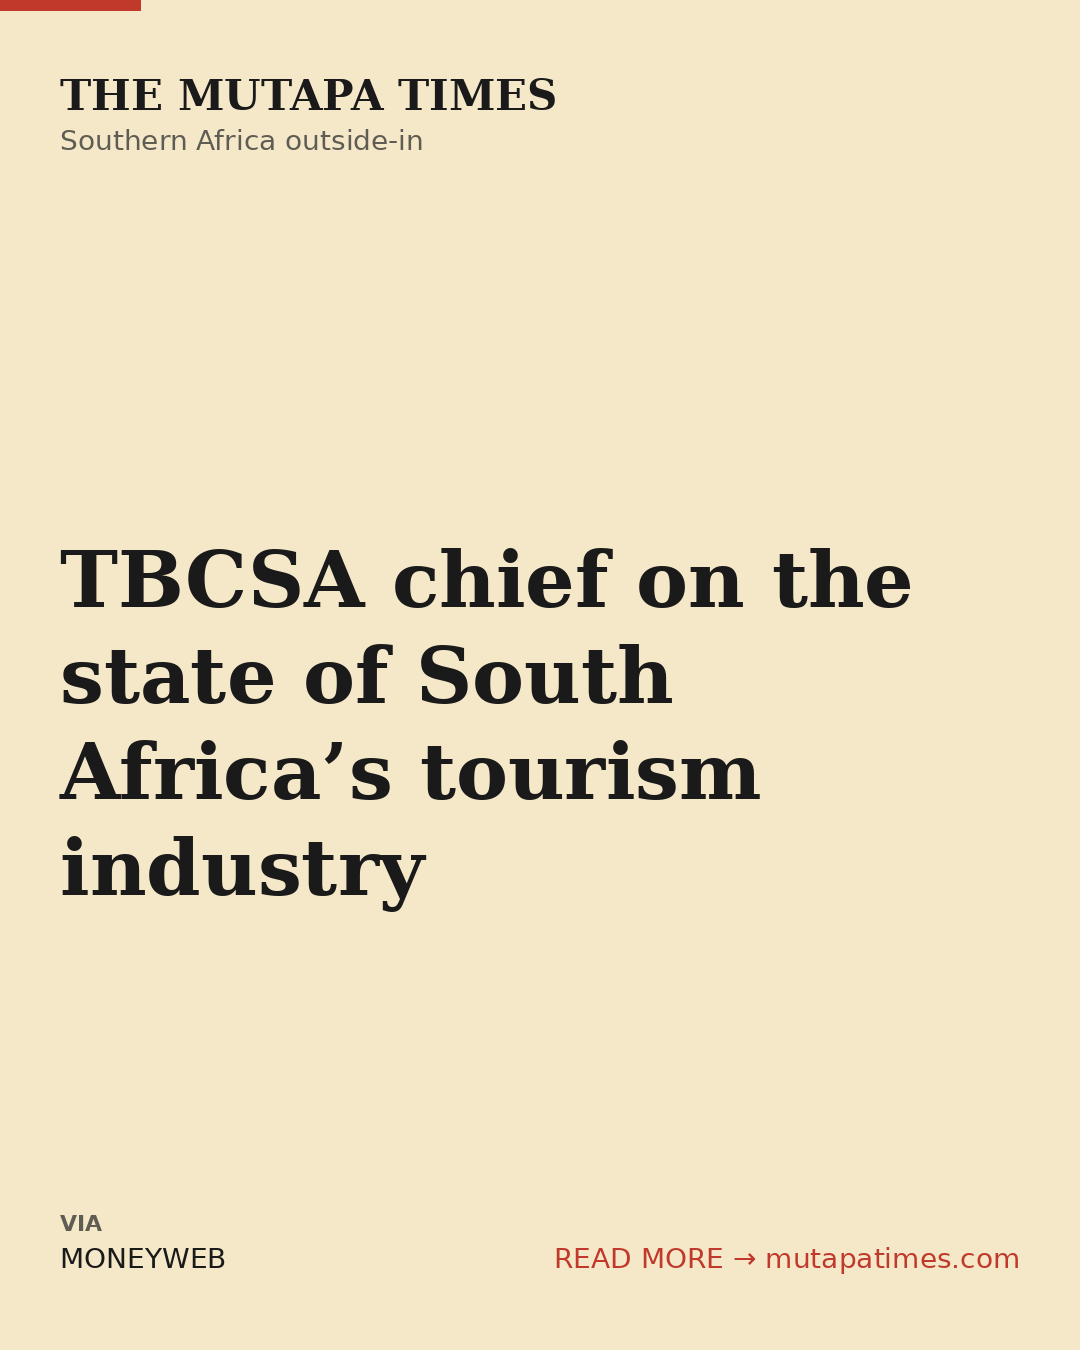 THE MUTAPA TIMES
Southern Africa outside-in
TBCSA chief on the
state of South
Africa’s tourism
industry
VIA
MONEYWEB
READ MORE → mutapatimes.com